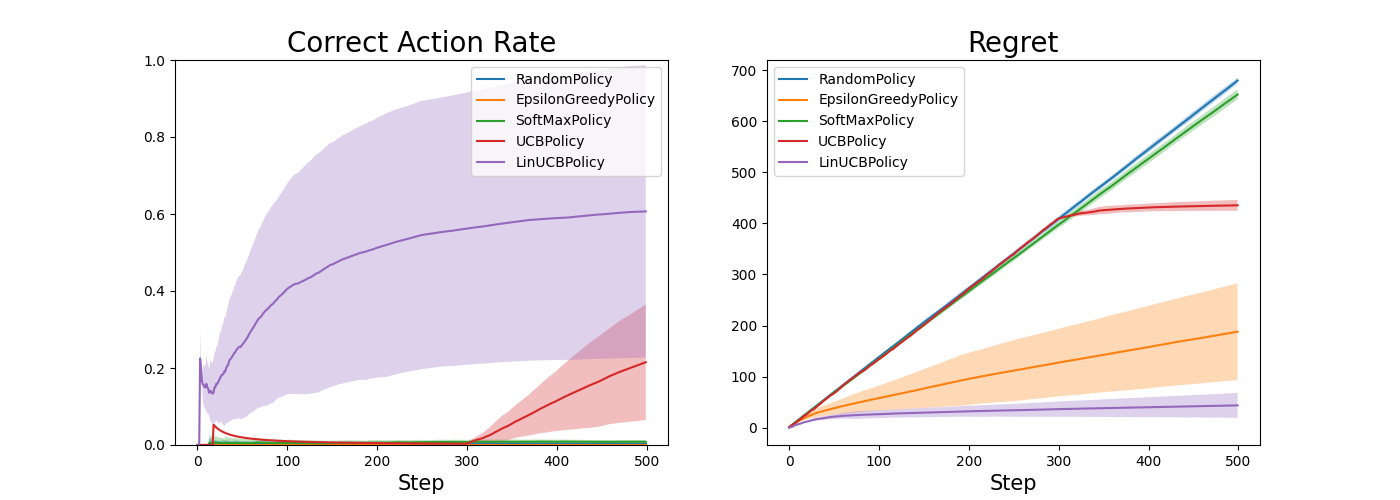 Correct Action Rate
1.0
0.8
0.6
0.4
0.2
0.0
0 100 200 300 400 500
Step
RandomPolicy
EpsilonGreedyPolicy
SoftMaxPolicy
UCBPolicy
LinUCBPolicy
Regret
700
600
500
400
300
200
100
0
0 100 200 300 400 500
Step
RandomPolicy
EpsilonGreedyPolicy
SoftMaxPolicy
UCBPolicy
LinUCBPolicy